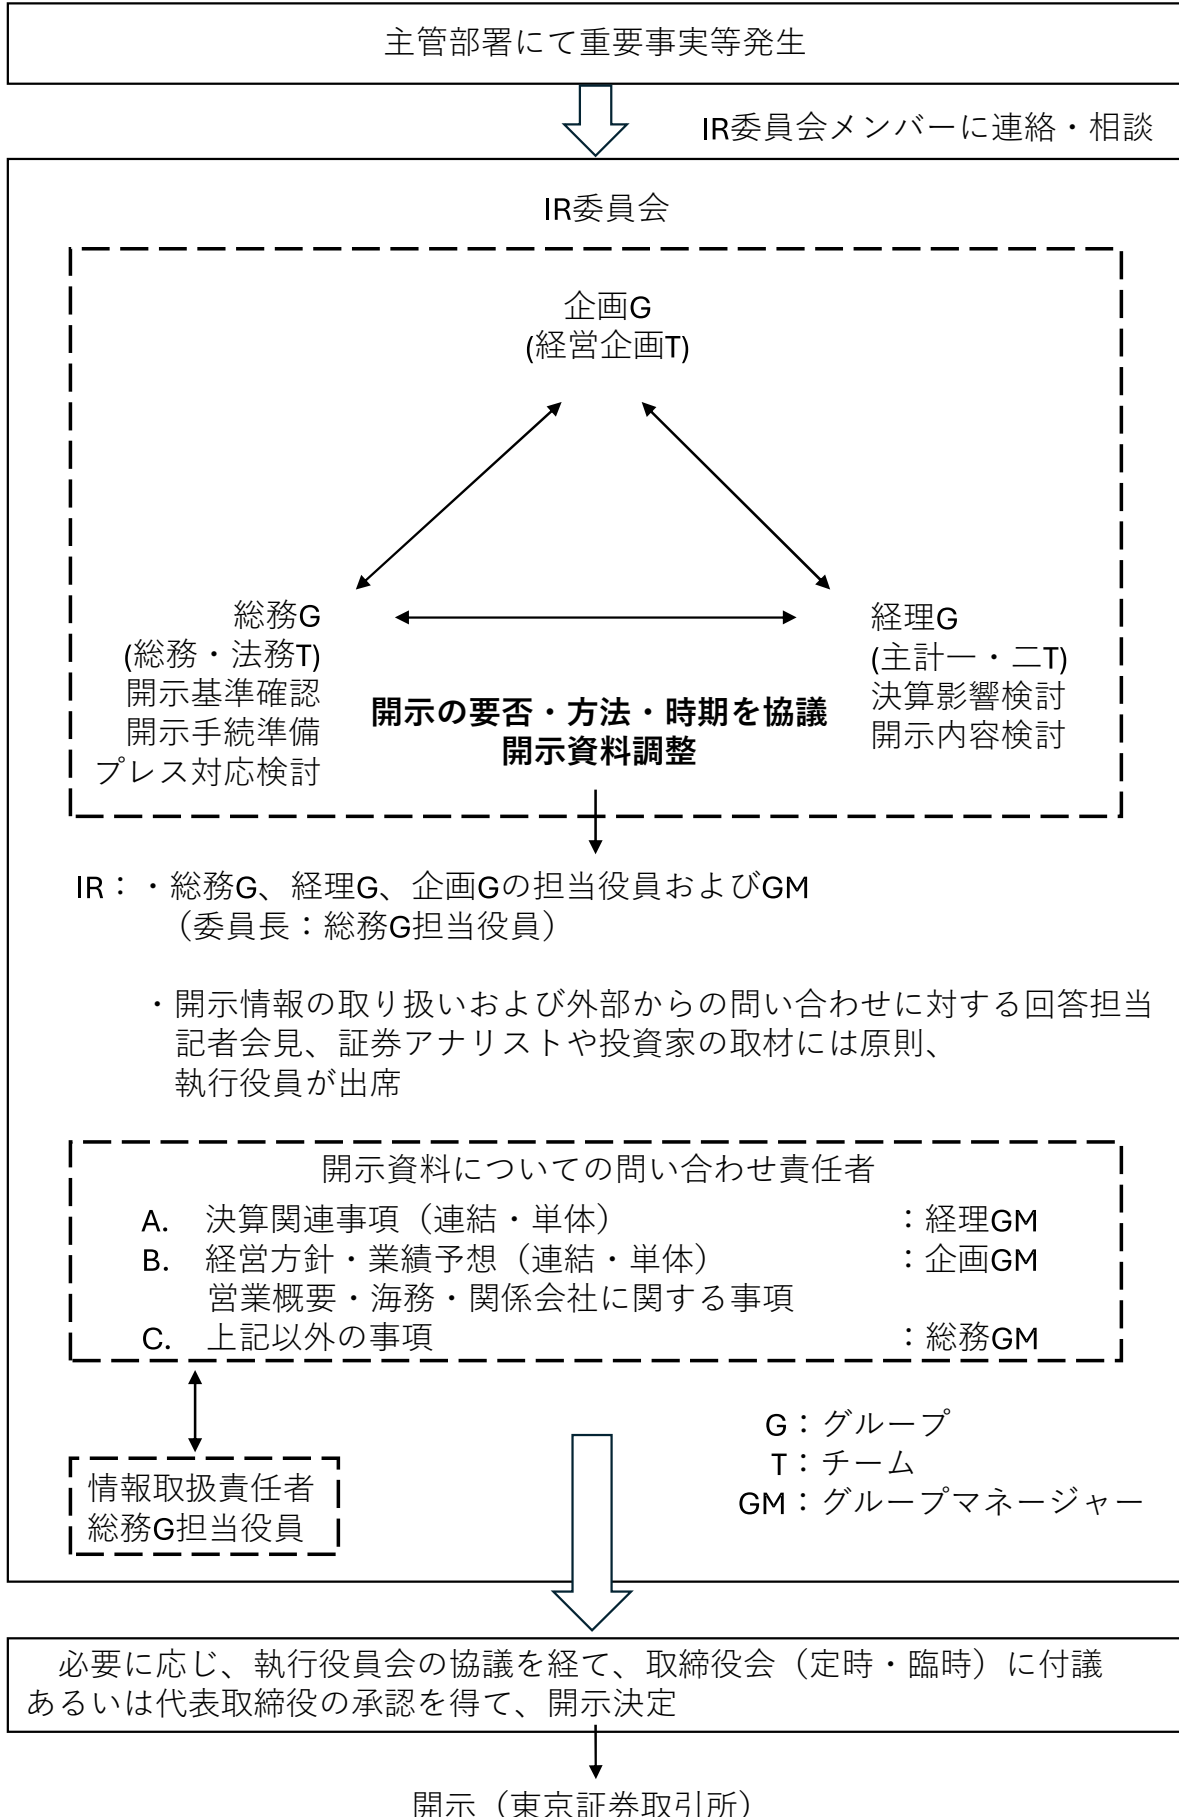 主管部署にて重要事実等発生
IR委員会メンバーに連絡・相談
IR委員会
企画G
(経営企画T)
総務G
(総務・法務T)
開示基準確認
開示手続準備
プレス対応検討
経理G
(主計一・二T)
決算影響検討
開示内容検討
開示の要否・方法・時期を協議
開示資料調整
IR：・総務G、経理G、企画Gの担当役員およびGM
（委員長：総務G担当役員）
・開示情報の取り扱いおよび外部からの問い合わせに対する回答担当
記者会見、証券アナリストや投資家の取材には原則、
執行役員が出席
開示資料についての問い合わせ責任者
A. 決算関連事項（連結・単体） ：経理GM
B. 経営方針・業績予想（連結・単体） ：企画GM
営業概要・海務・関係会社に関する事項
C. 上記以外の事項 ：総務GM
情報取扱責任者
総務G担当役員
G：グループ
T：チーム
GM：グループマネージャー
必要に応じ、執行役員会の協議を経て、取締役会（定時・臨時）に付議
あるいは代表取締役の承認を得て、開示決定
開示（東京証券取引所）